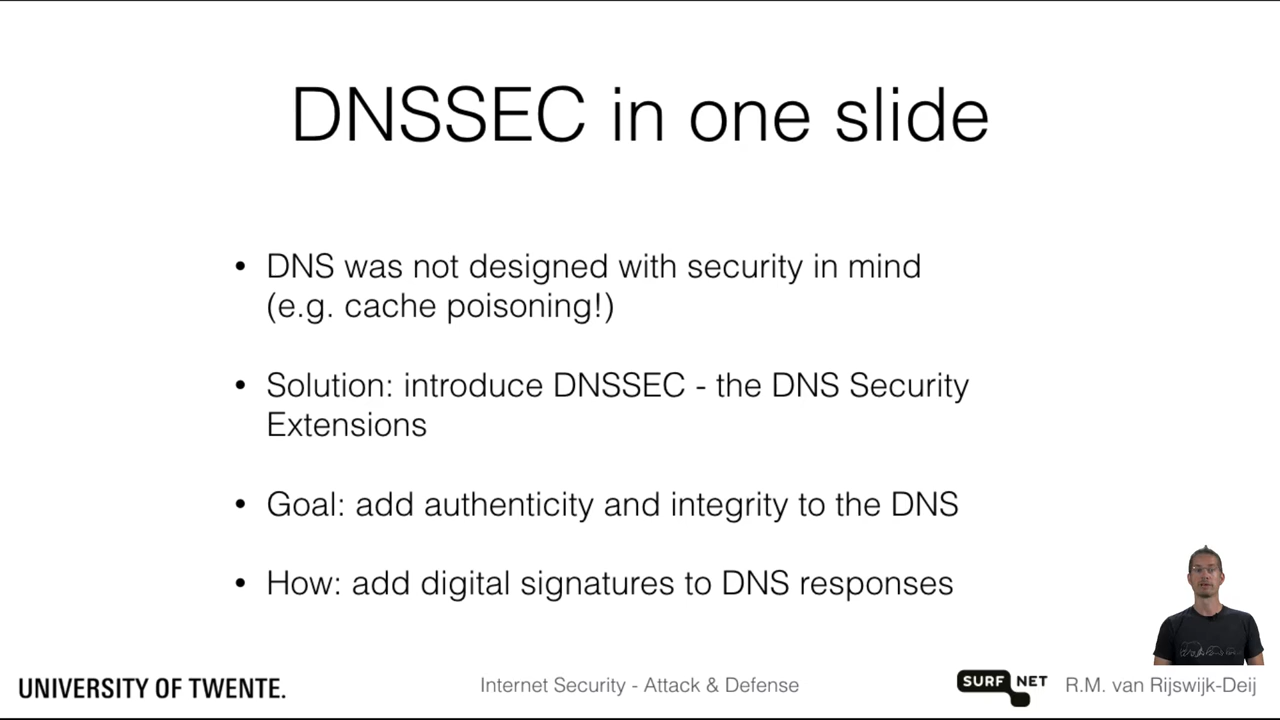 DNSSEC in one slide
• DNS was not designed with security in mind
(e.g. cache poisoning!)
• Solution: introduce DNSSEC - the DNS Security
Extensions
• Goal: add authenticity and integrity to the DNS
• How: add digital signatures to DNS responses
UNIVERSITY OF TWENTE.
Internet Security - Attack & Defense
SURF NET
R.M. van Rijswijk-Deij